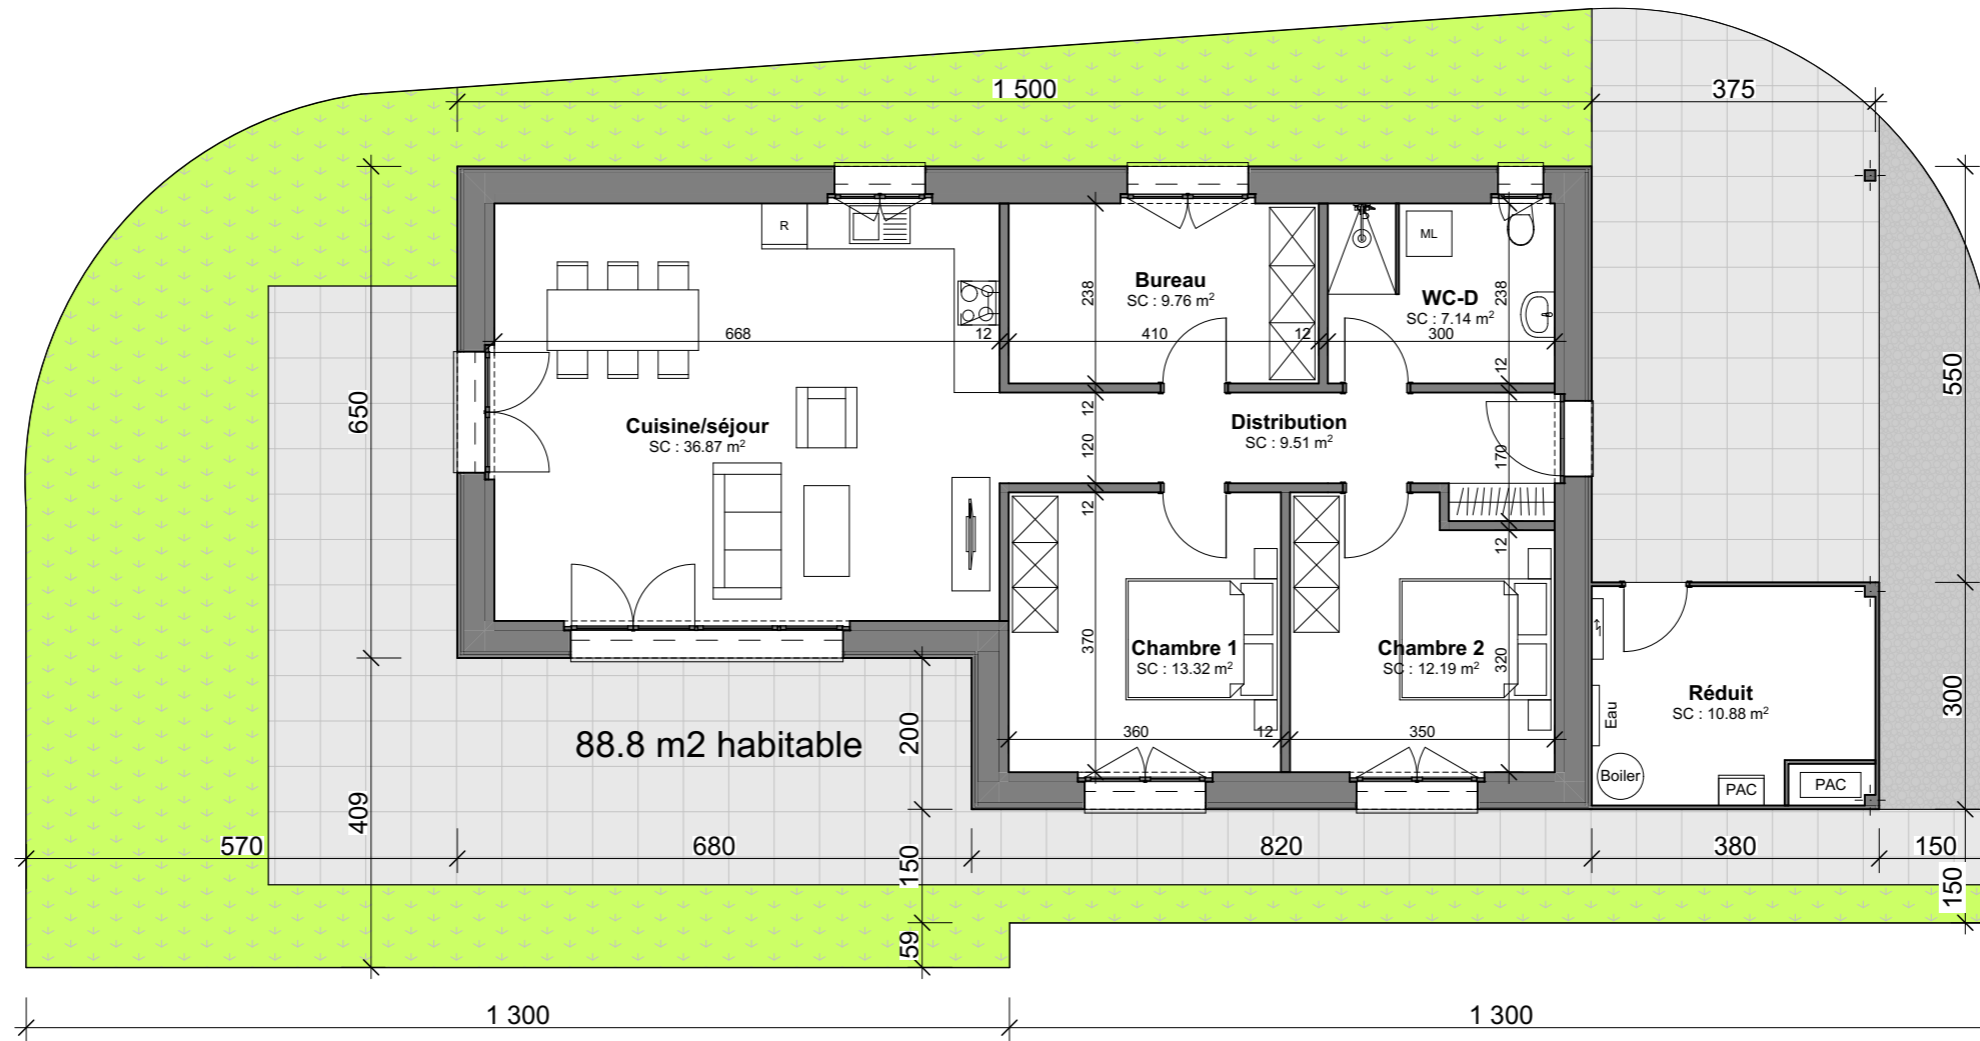 1 500
375
R
ML
Bureau
SC : 9.76 m²
WC-D
SC : 7.14 m²
238
238
668
12
410
12
300
12
650
550
Cuisine/séjour
SC : 36.87 m²
12
120
Distribution
SC : 9.51 m²
170
12
12
370
Chambre 1
SC : 13.32 m²
Chambre 2
SC : 12.19 m²
320
Réduit
SC : 10.88 m²
300
Eau
200
88.8 m2 habitable
360
12
350
Boiler
PAC
PAC
409
570
680
150
820
380
150
150
59
1 300
1 300